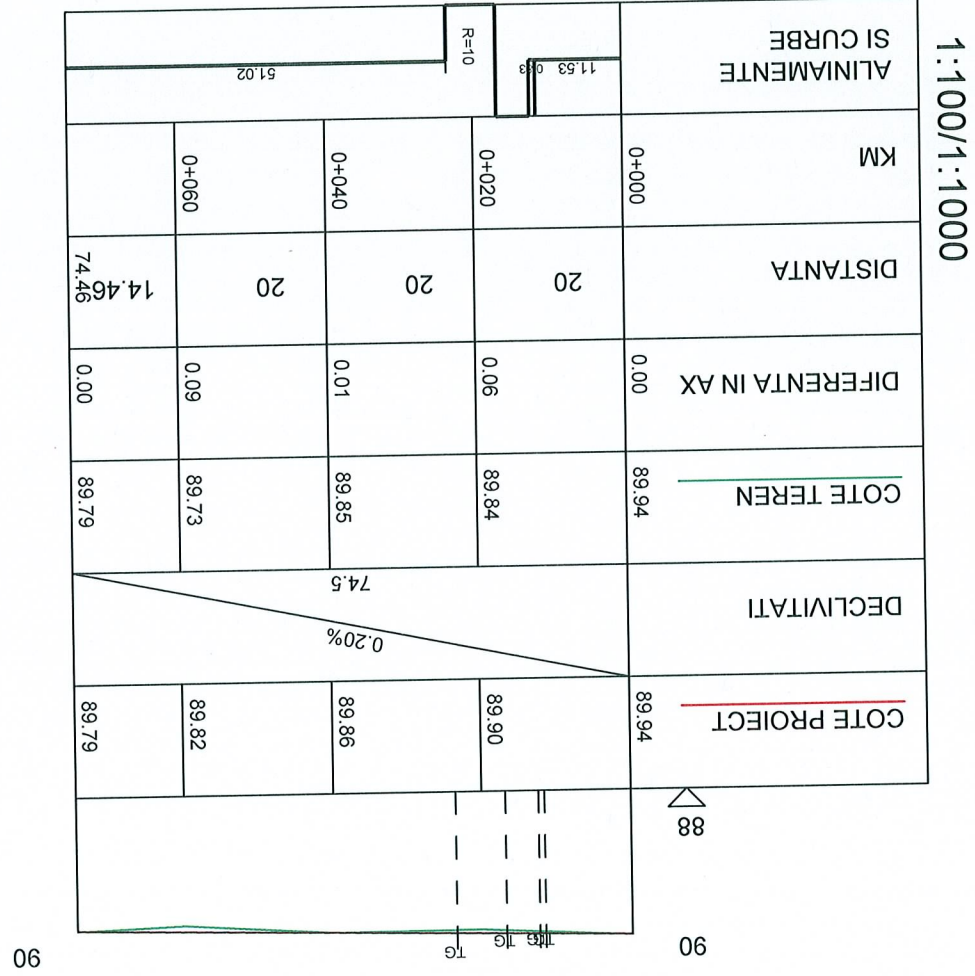 90
90
TG
TG
88
COTE PROIECT
89.94
89.90
89.86
89.82
89.79
DECLIVITATI
0.20%
74.5
COTE TEREN
89.94
89.84
89.85
89.73
89.79
DIFERENTA IN AX
0.00
0.06
0.01
0.09
0.00
DISTANTA
20
20
20
14.46
74.46
KM
0+000
0+020
0+040
0+060
ALINIAMENTE
SI CURBE
11.53
R=10
51.02
1:100/1:1000